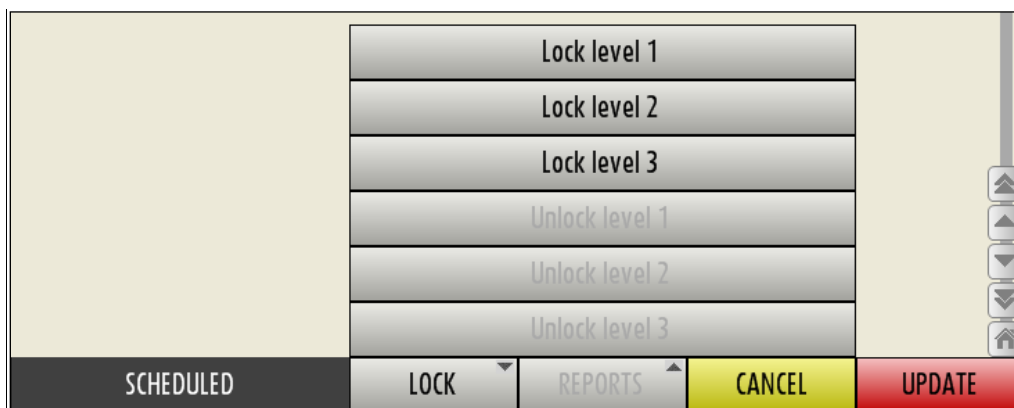 Lock level 1
Lock level 2
Lock level 3
Unlock level 1
Unlock level 2
Unlock level 3
SCHEDULED LOCK REPORTS CANCEL UPDATE